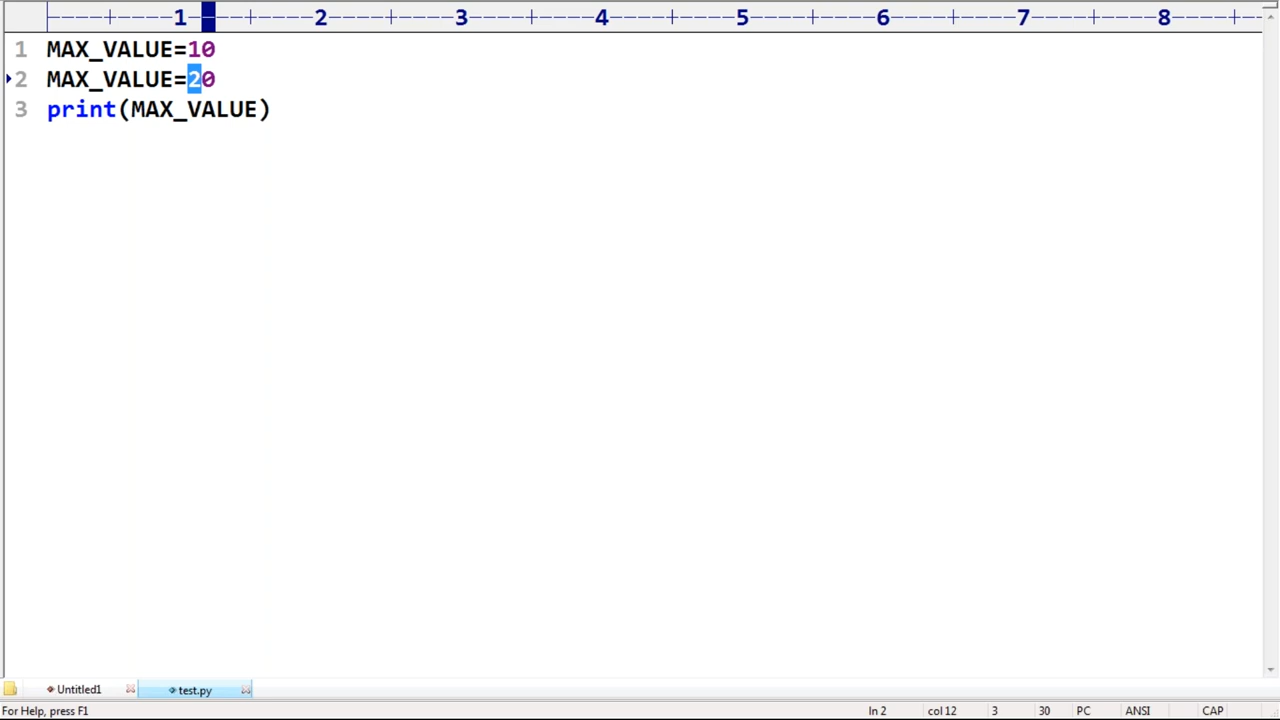 1 2 3 4 5 6 7 8
1 MAX_VALUE=10
2 MAX_VALUE=20
3 print(MAX_VALUE)
Untitled1 test.py
For Help, press F1 ln 2 col 12 3 30 PC ANSI CAP